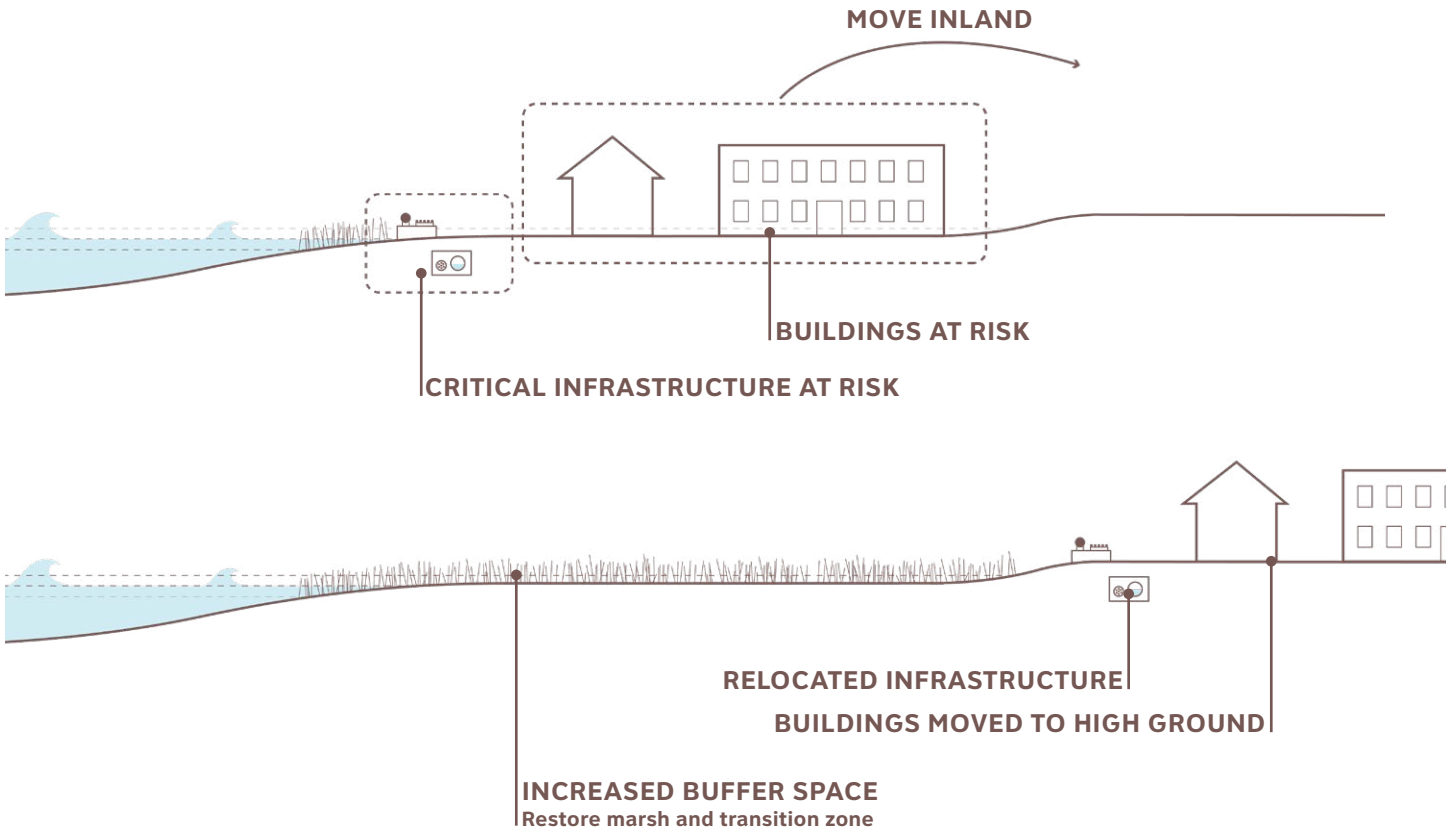 MOVE INLAND
BUILDINGS AT RISK
CRITICAL INFRASTRUCTURE AT RISK
RELOCATED INFRASTRUCTURE
BUILDINGS MOVED TO HIGH GROUND
INCREASED BUFFER SPACE
Restore marsh and transition zone